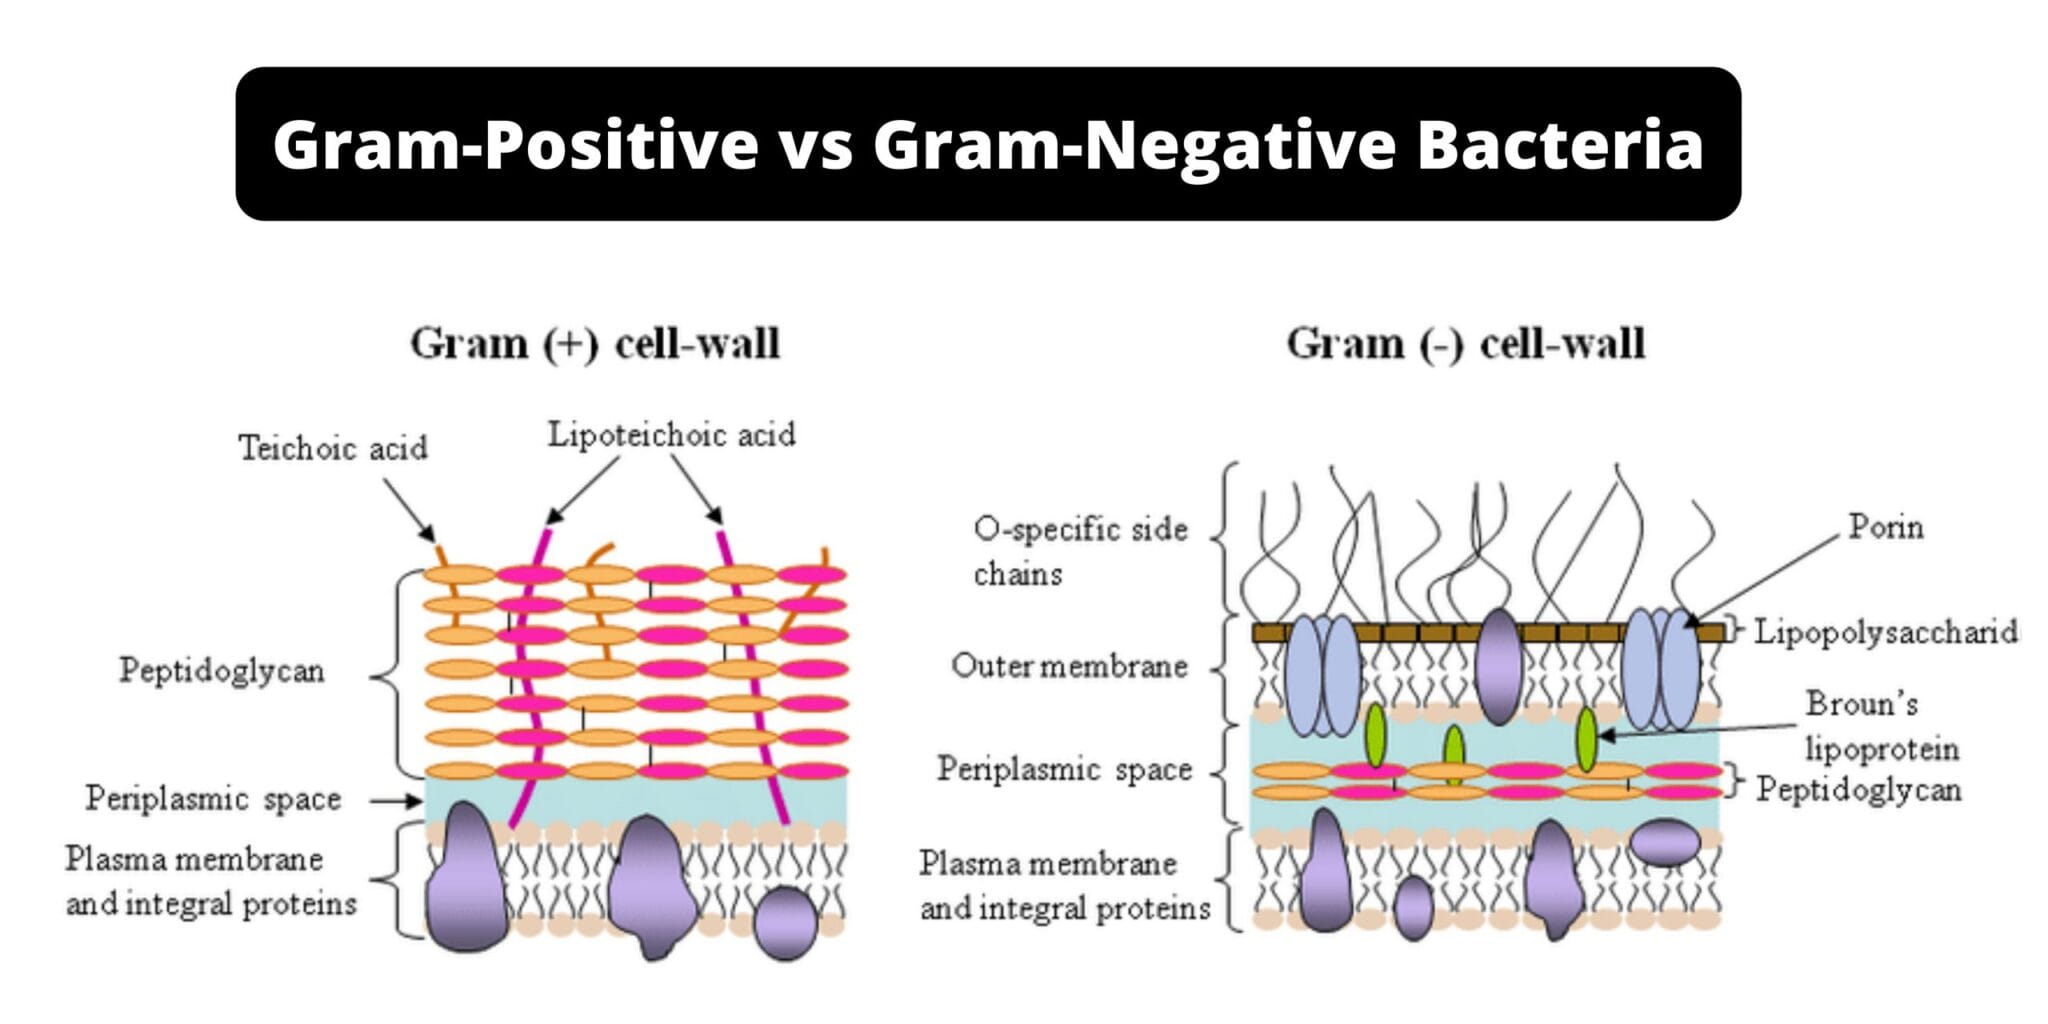 Gram-Positive vs Gram-Negative Bacteria
Gram (+) cell-wall
Teichoic acid
Lipoteichoic acid
Peptidoglycan
Periplasmic space
Plasma membrane
and integral proteins
Gram (-) cell-wall
O-specific side
chains
Outer membrane
Periplasmic space
Plasma membrane
and integral proteins
Porin
Lipopolysaccharid
Broun's
lipoprotein
Peptidoglycan